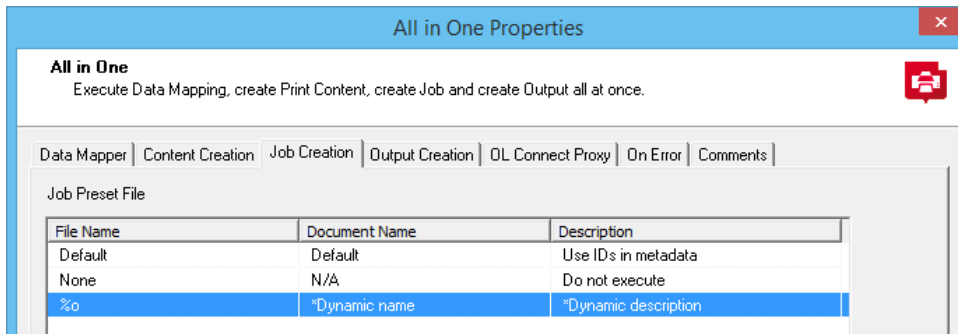 All in One Properties
All in One
Execute Data Mapping, create Print Content, create Job and create Output all at once.
Data Mapper Content Creation Job Creation Output Creation OL Connect Proxy On Error Comments
Job Preset File
File Name Document Name Description
Default Default Use IDs in metadata
None N/A Do not execute
%o *Dynamic name *Dynamic description